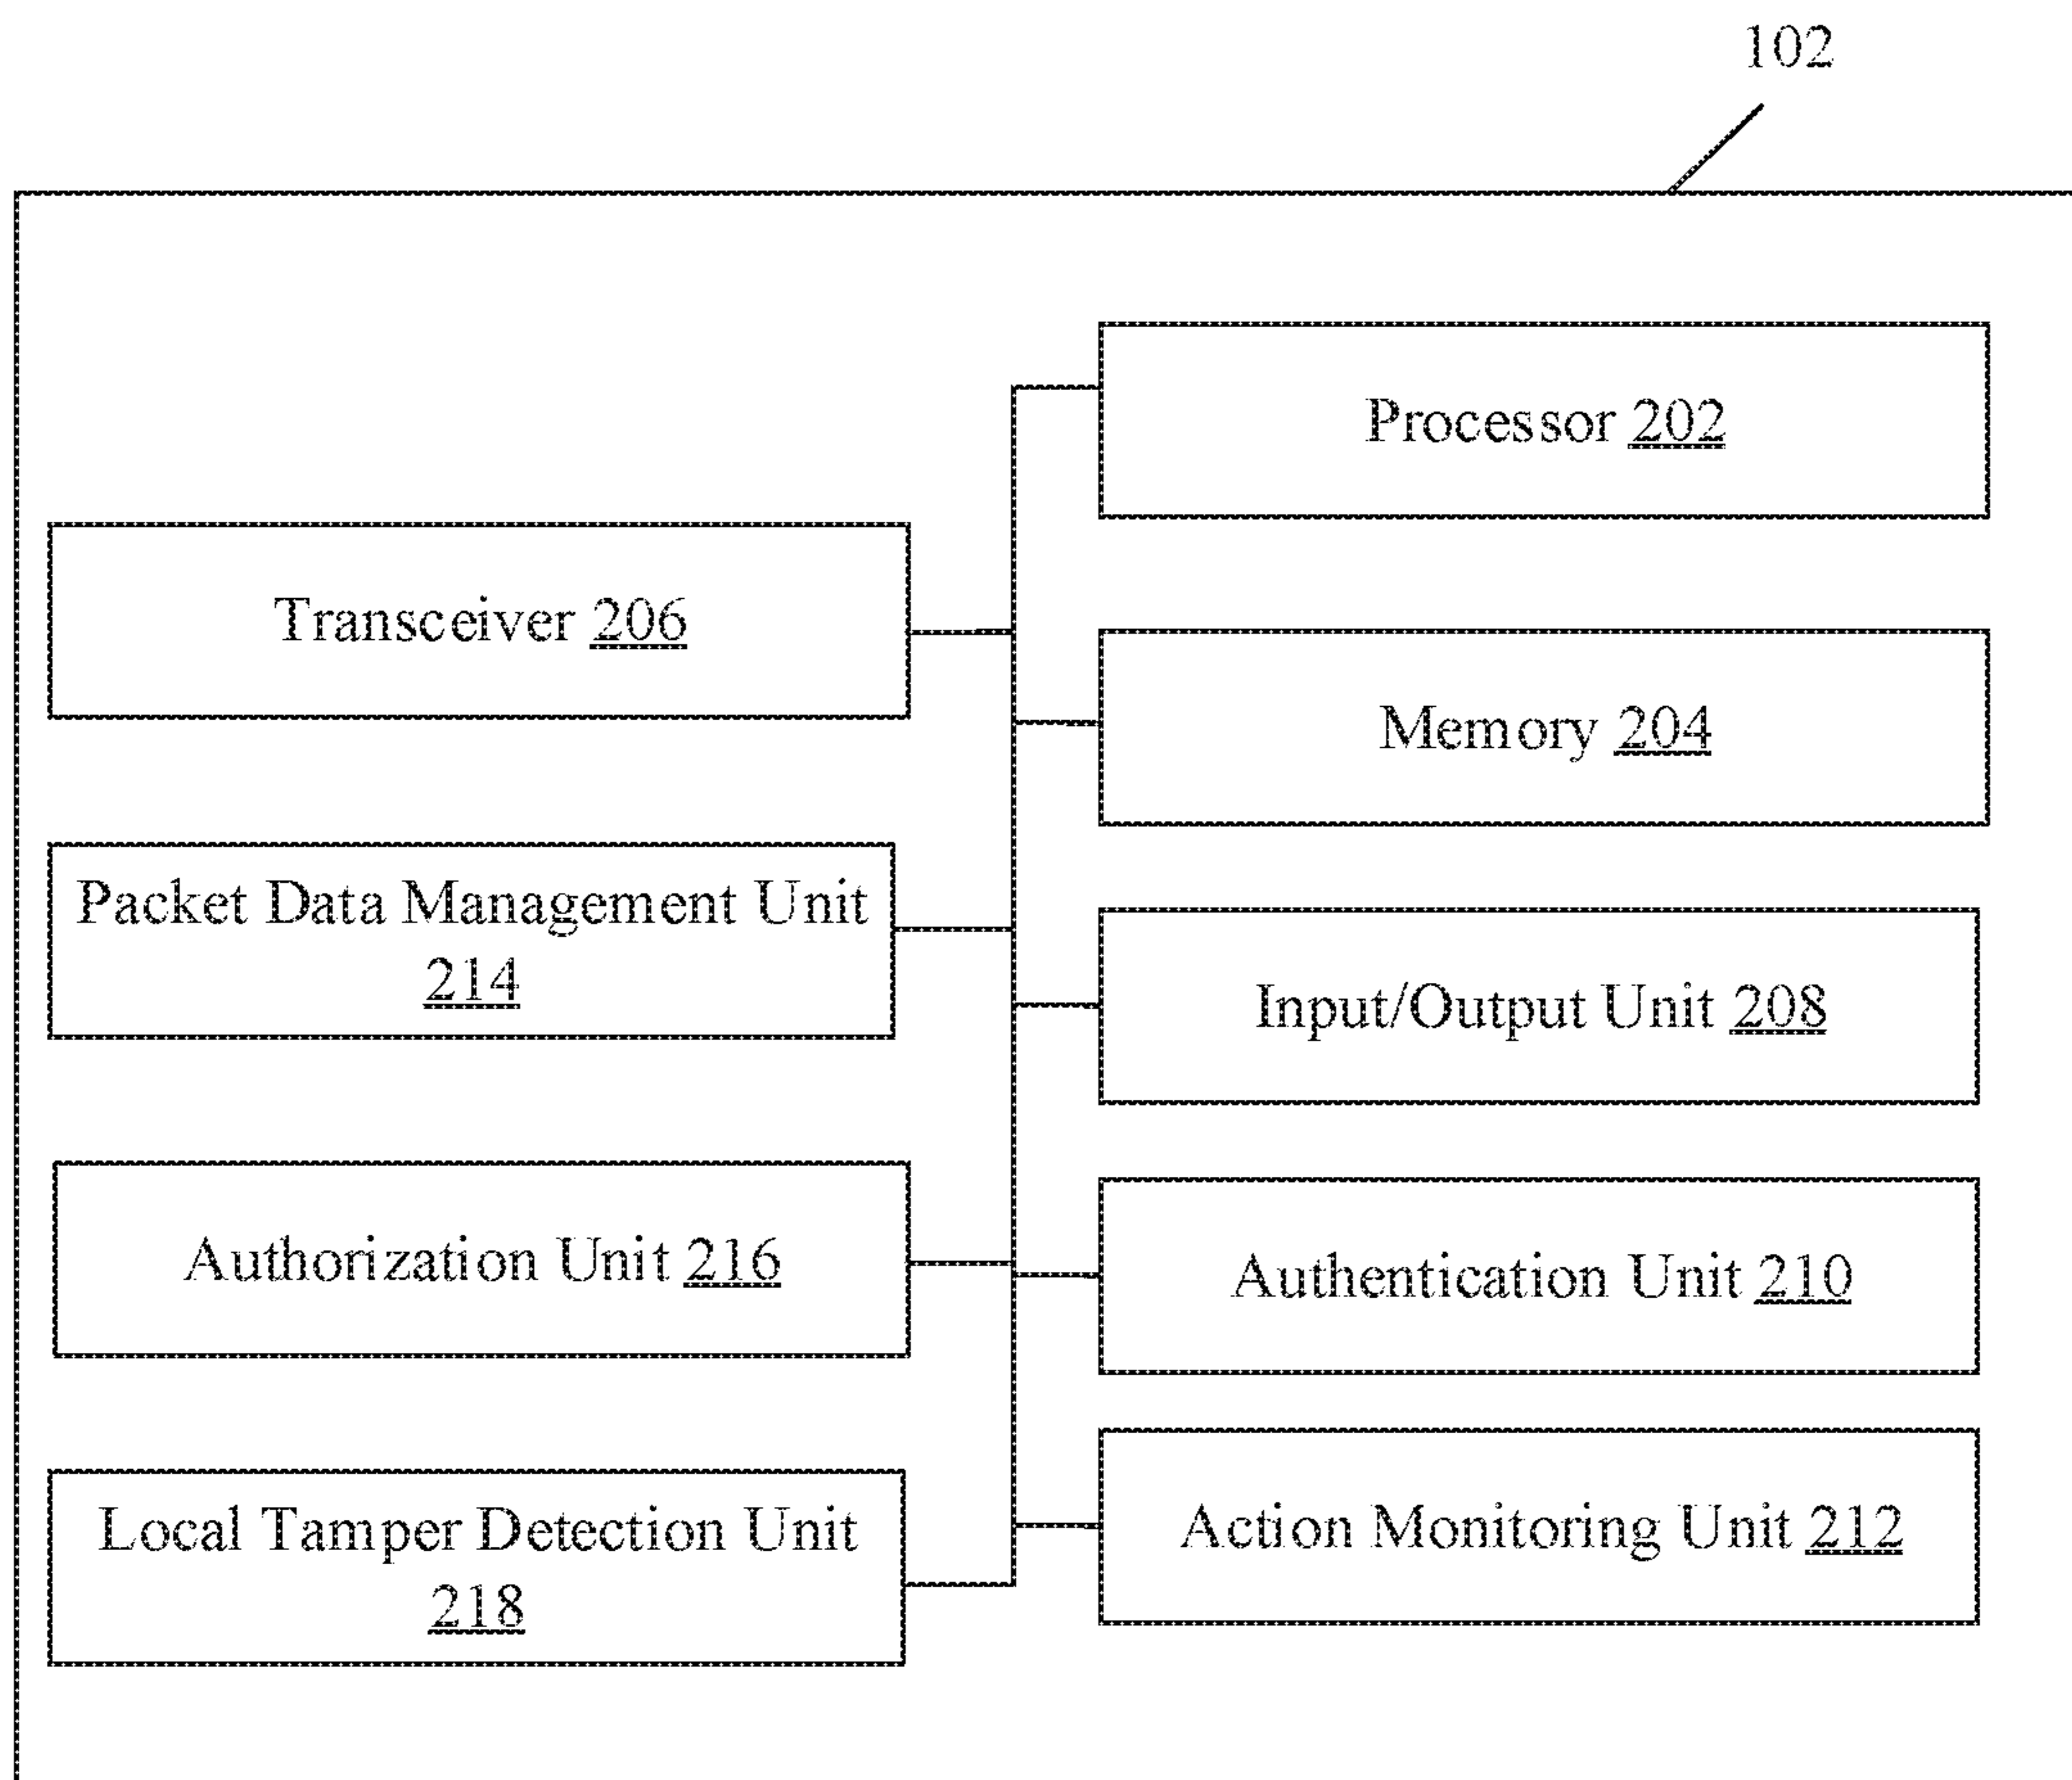 102
Processor 202
Transceiver 206
Memory 204
Packet Data Management Unit
214
Input/Output Unit 208
Authorization Unit 216
Authentication Unit 210
Local Tamper Detection Unit
218
Action Monitoring Unit 212